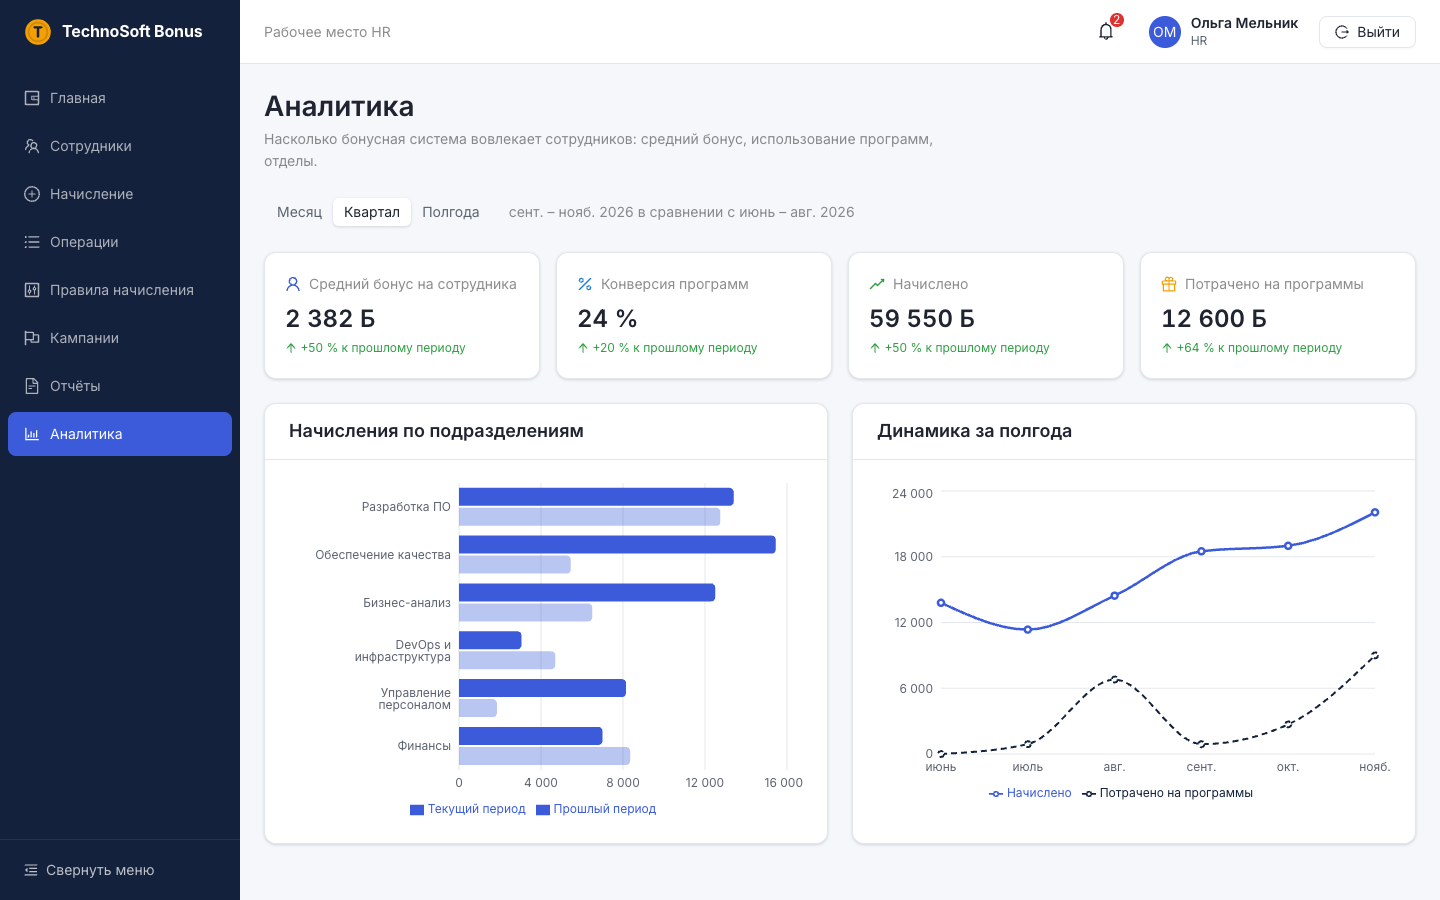 TechnoSoft Bonus
Рабочее место HR
2
ОМ
Ольга Мельник
HR
Выйти
Главная
Сотрудники
Начисление
Операции
Правила начисления
Кампании
Отчёты
Аналитика
Свернуть меню
Аналитика
Насколько бонусная система вовлекает сотрудников: средний бонус, использование программ,
отделы.
Месяц Квартал Полгода сент. – нояб. 2026 в сравнении с июнь – авг. 2026
Средний бонус на сотрудника
2 382 Б
+50 % к прошлому периоду
Конверсия программ
24 %
+20 % к прошлому периоду
Начислено
59 550 Б
+50 % к прошлому периоду
Потрачено на программы
12 600 Б
+64 % к прошлому периоду
Начисления по подразделениям
Разработка ПО
Обеспечение качества
Бизнес-анализ
DevOps и
инфраструктура
Управление
персоналом
Финансы
0 4 000 8 000 12 000 16 000
Текущий период Прошлый период
Динамика за полгода
24 000
18 000
12 000
6 000
0
июнь июль авг. сент. окт. нояб.
Начислено Потрачено на программы